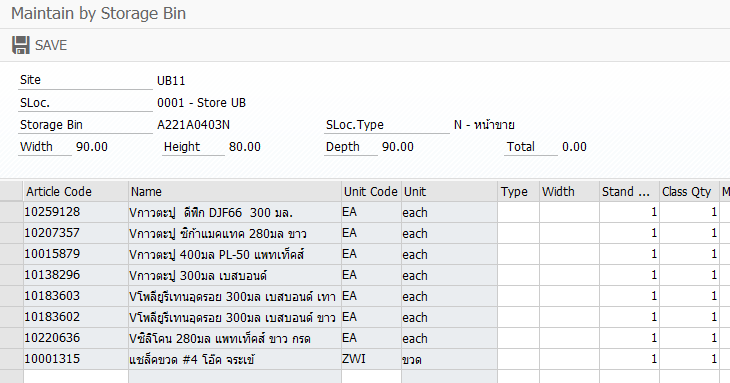 Maintain by Storage Bin
SAVE
Site UB11
SLoc. 0001 - Store UB
Storage Bin A221A0403N SLoc.Type N - หน้าขาย
Width 90.00 Height 80.00 Depth 90.00 Total 0.00
Article Code Name Unit Code Unit Type Width Stand ... Class Qty M
10259128 Vกาวตะปู ดีฟิก DJF66 300 มล. EA each 1 1
10207357 Vกาวตะปู ซิก้าแมคแทค 280มล ขาว EA each 1 1
10015879 Vกาวตะปู 400มล PL-50 แพทเท็คส์ EA each 1 1
10138296 Vกาวตะปู 300มล เบสบอนด์ EA each 1 1
10183603 Vโพลียูรีเทนอุดรอย 300มล เบสบอนด์ เทา EA each 1 1
10183602 Vโพลียูรีเทนอุดรอย 300มล เบสบอนด์ ขาว EA each 1 1
10220636 Vซิลิโคน 280มล แพทเท็คส์ ขาว กรด EA each 1 1
10001315 แชล็คขวด #4 โอ๊ค จระเข้ ZWI ขวด 1 1